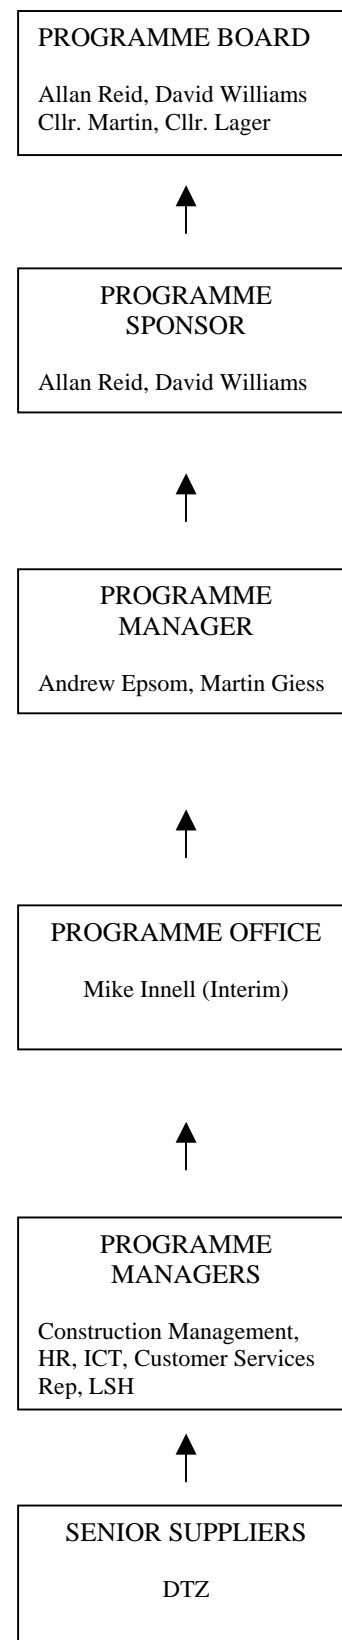 PROGRAMME BOARD
Allan Reid, David Williams
Cllr. Martin, Cllr. Lager
PROGRAMME
SPONSOR
Allan Reid, David Williams
PROGRAMME
MANAGER
Andrew Epsom, Martin Giess
PROGRAMME OFFICE
Mike Innell (Interim)
PROGRAMME
MANAGERS
Construction Management,
HR, ICT, Customer Services
Rep, LSH
SENIOR SUPPLIERS
DTZ